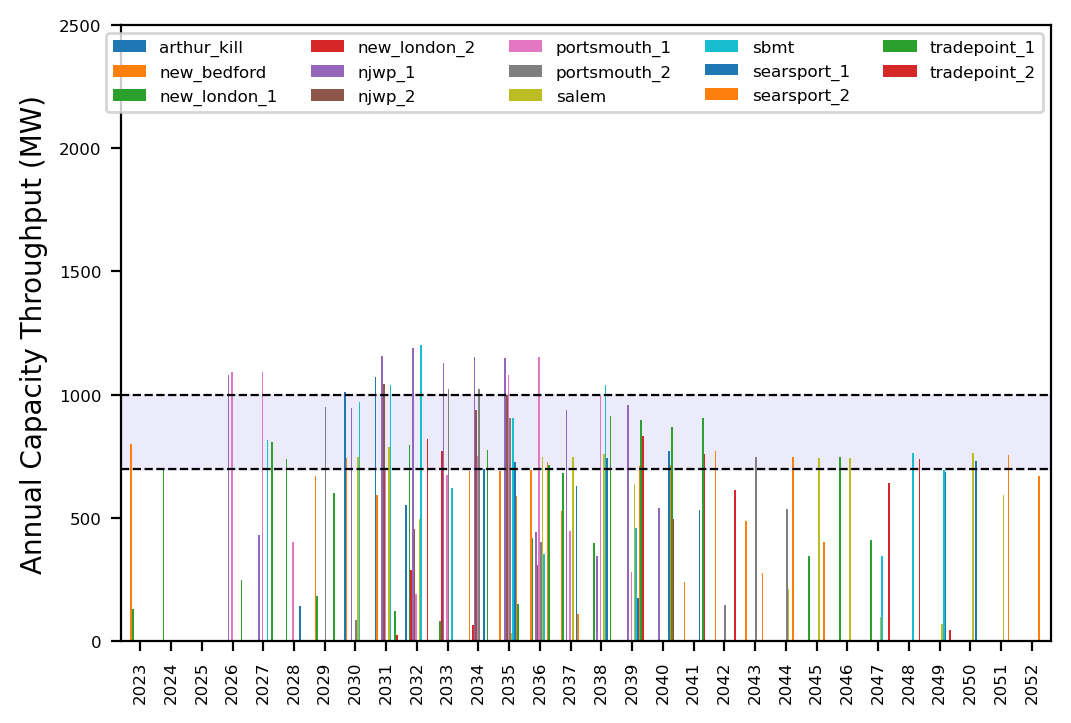 2500
2000
1500
1000
500
0
Annual Capacity Throughput (MW)
arthur_kill new_london_2 portsmouth_1 sbmt tradepoint_1
new_bedford njwp_1 portsmouth_2 searsport_1 tradepoint_2
new_london_1 njwp_2 salem searsport_2
2023 2024 2025 2026 2027 2028 2029 2030 2031 2032 2033 2034 2035 2036 2037 2038 2039 2040 2041 2042 2043 2044 2045 2046 2047 2048 2049 2050 2051 2052